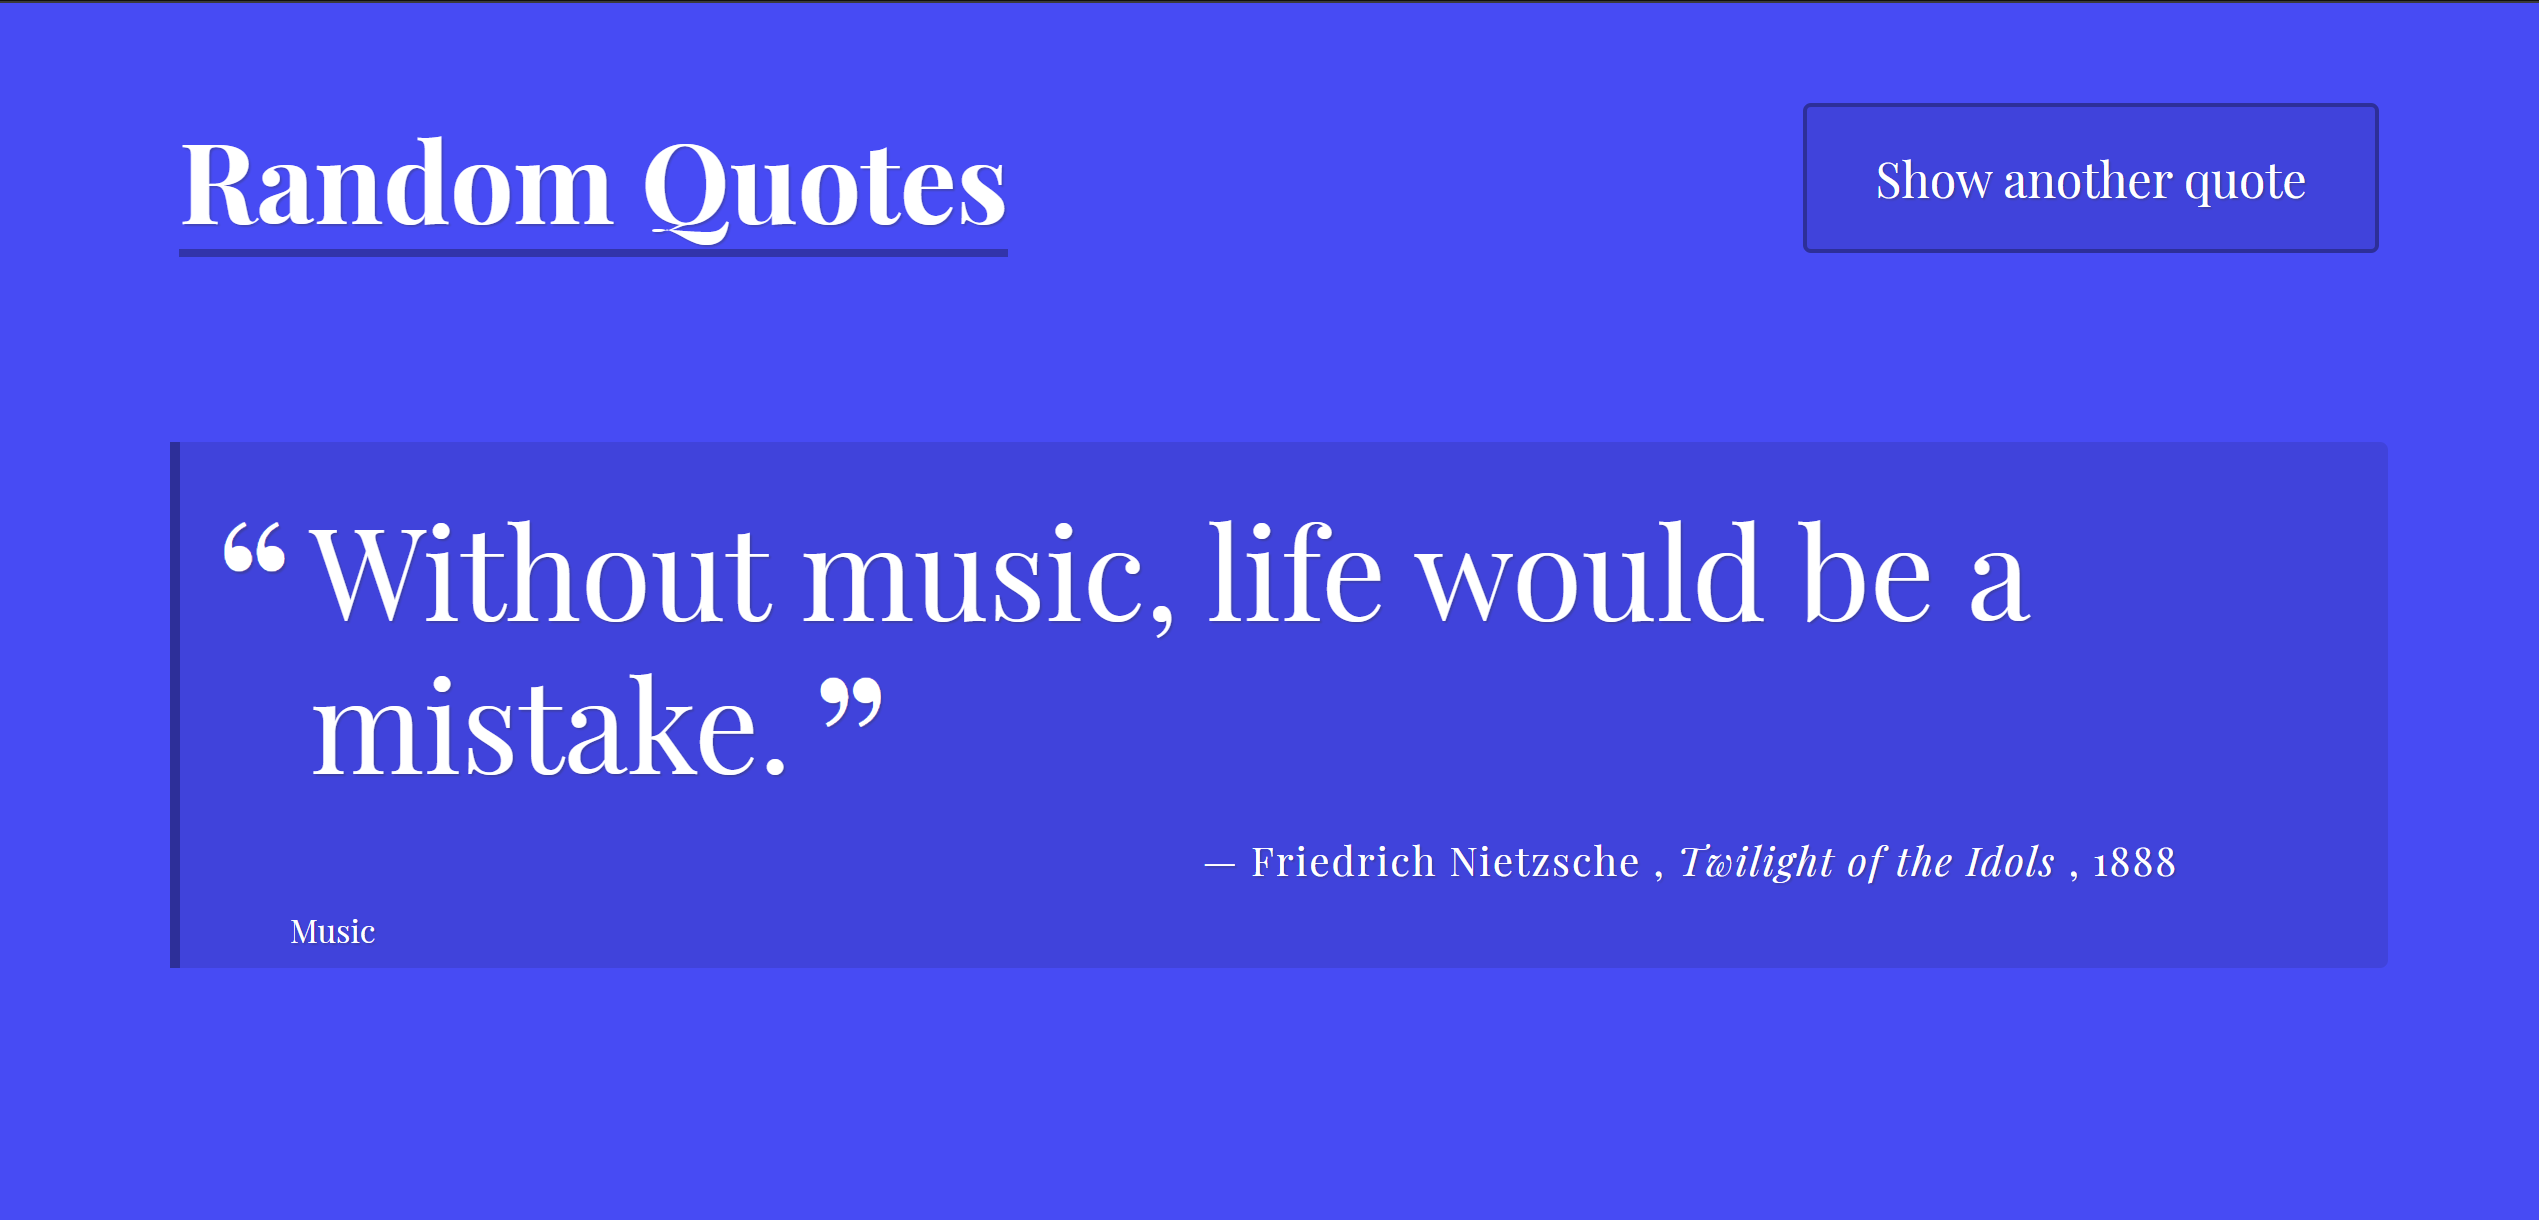 Random Quotes
Show another quote
“ Without music, life would be a
mistake. ”
— Friedrich Nietzsche , Twilight of the Idols , 1888
Music